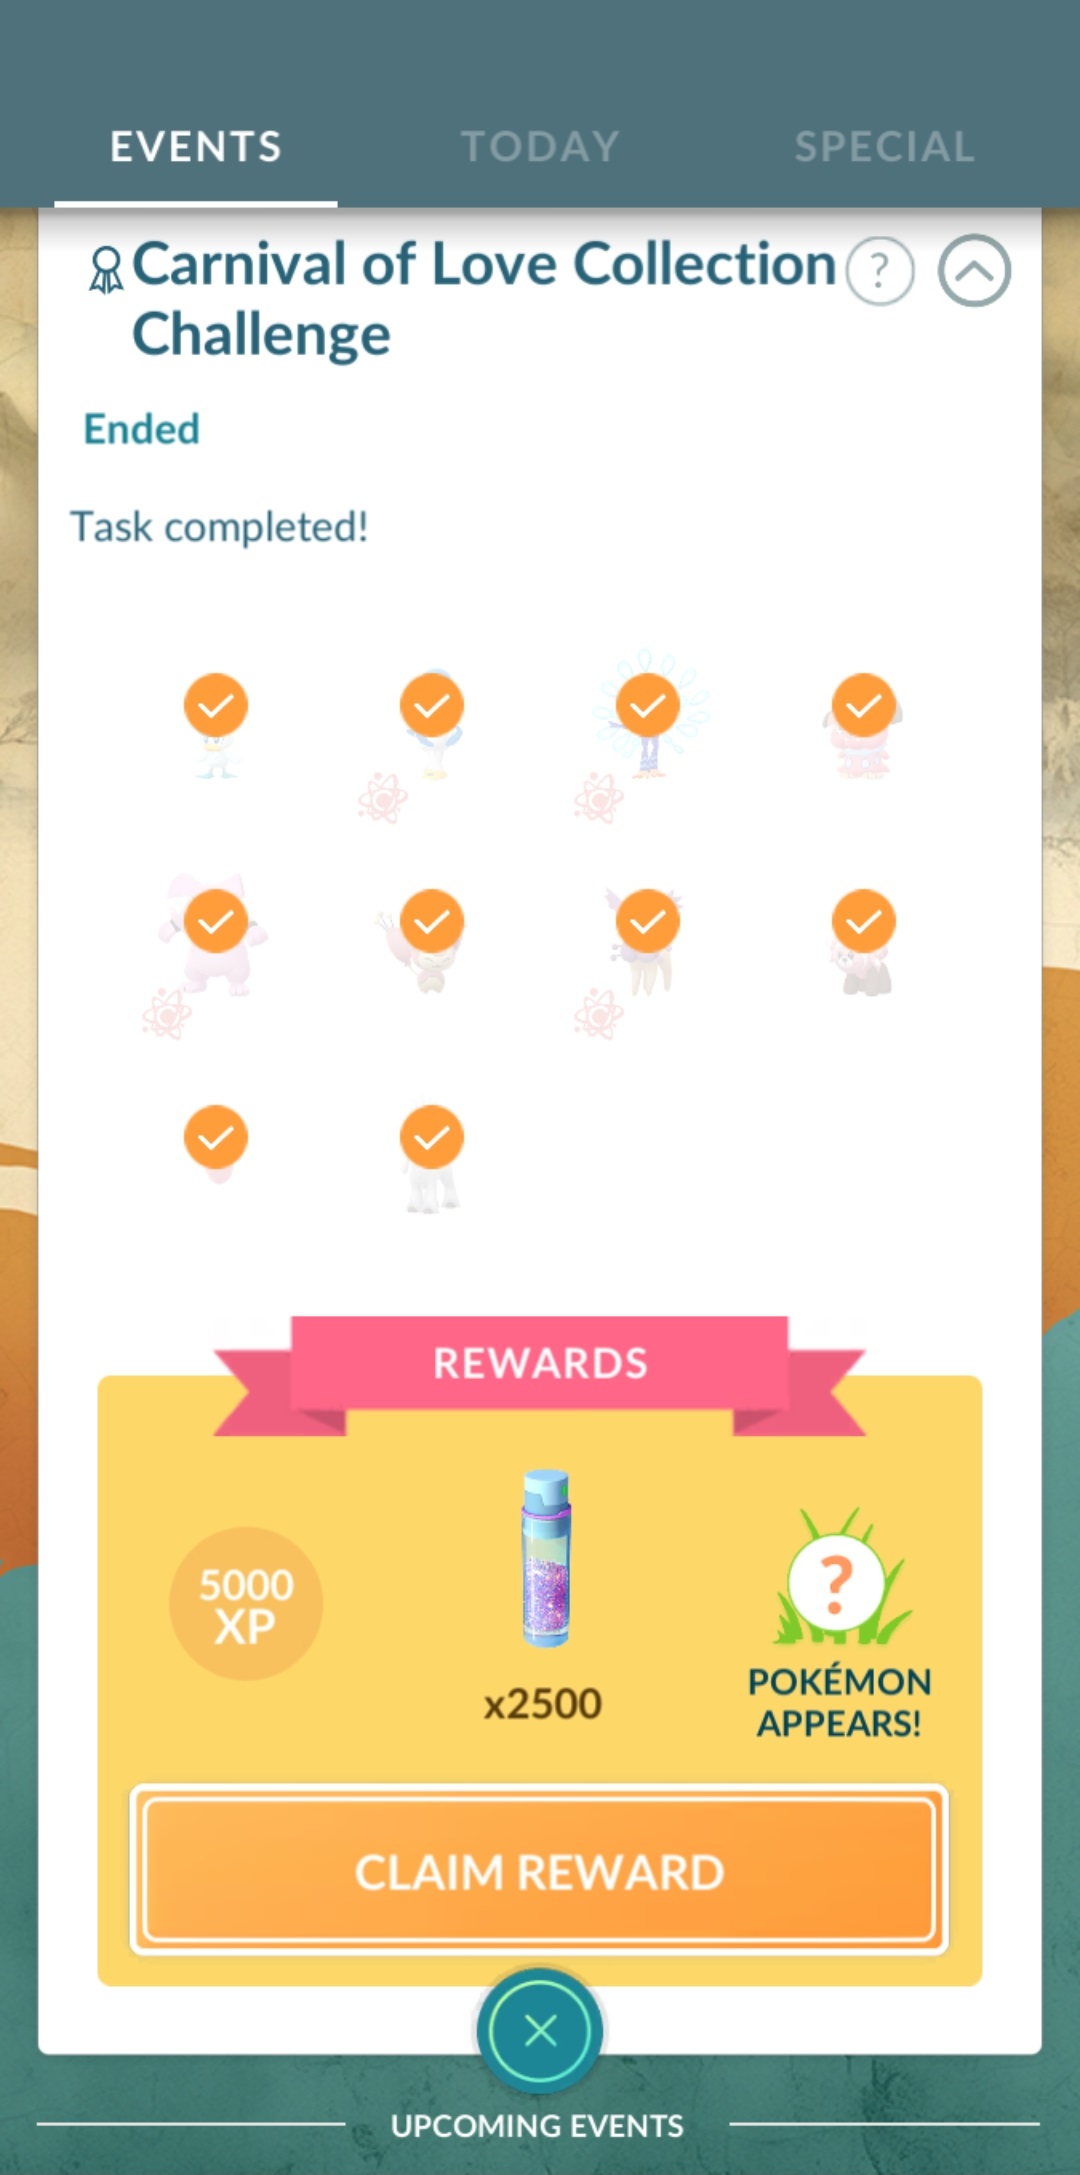 EVENTS TODAY SPECIAL
Carnival of Love Collection ?
Challenge
Ended
Task completed!
REWARDS
5000
XP
x2500
?
POKÉMON
APPEARS!
CLAIM REWARD
UPCOMING EVENTS